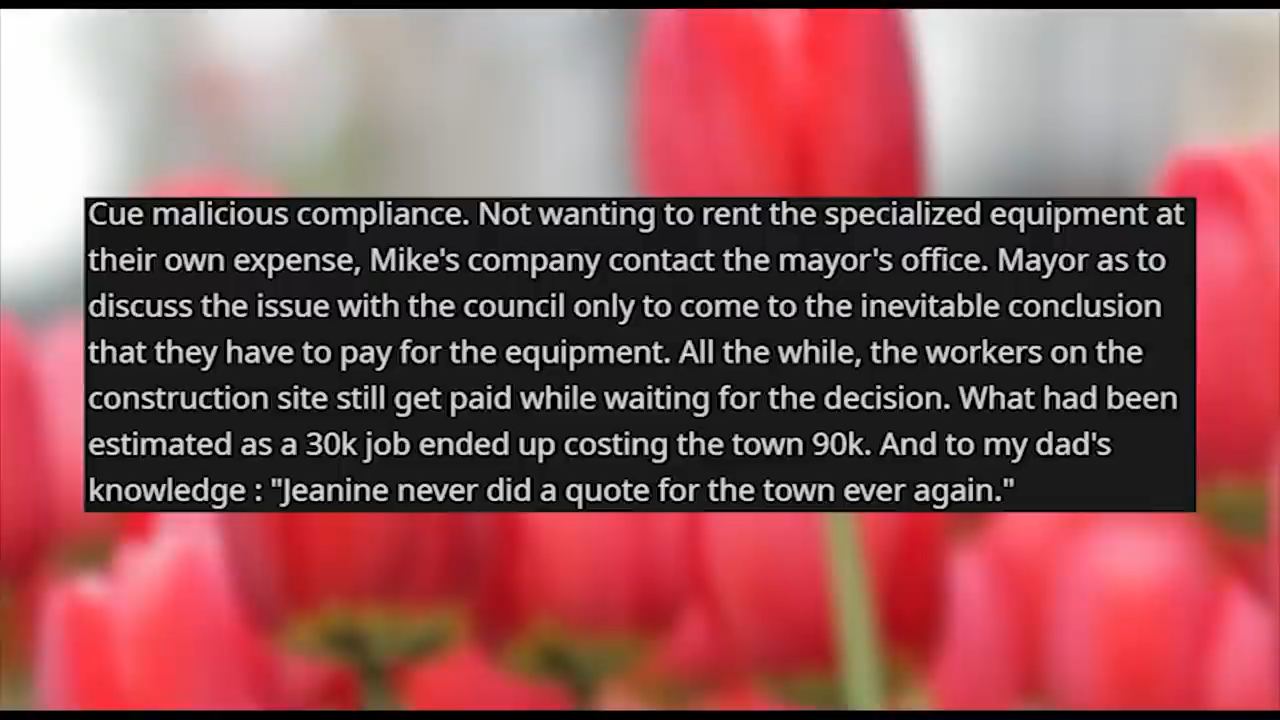 Cue malicious compliance. Not wanting to rent the specialized equipment at
their own expense, Mike's company contact the mayor's office. Mayor as to
discuss the issue with the council only to come to the inevitable conclusion
that they have to pay for the equipment. All the while, the workers on the
construction site still get paid while waiting for the decision. What had been
estimated as a 30k job ended up costing the town 90k. And to my dad's
knowledge : "Jeanine never did a quote for the town ever again."